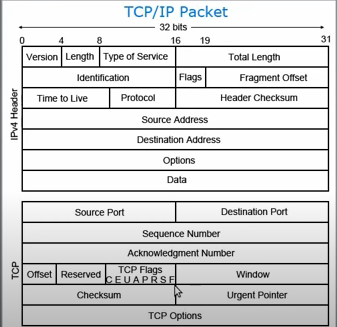 TCP/IP Packet
32 bits
0 4 8 16 19 31
Version Length Type of Service Total Length
Identification Flags Fragment Offset
Time to Live Protocol Header Checksum
Source Address
Destination Address
Options
Data
IPv4 Header
Source Port Destination Port
Sequence Number
Acknowledgment Number
Offset Reserved TCP Flags Window
C E U A P R S F
Checksum Urgent Pointer
TCP Options
TCP